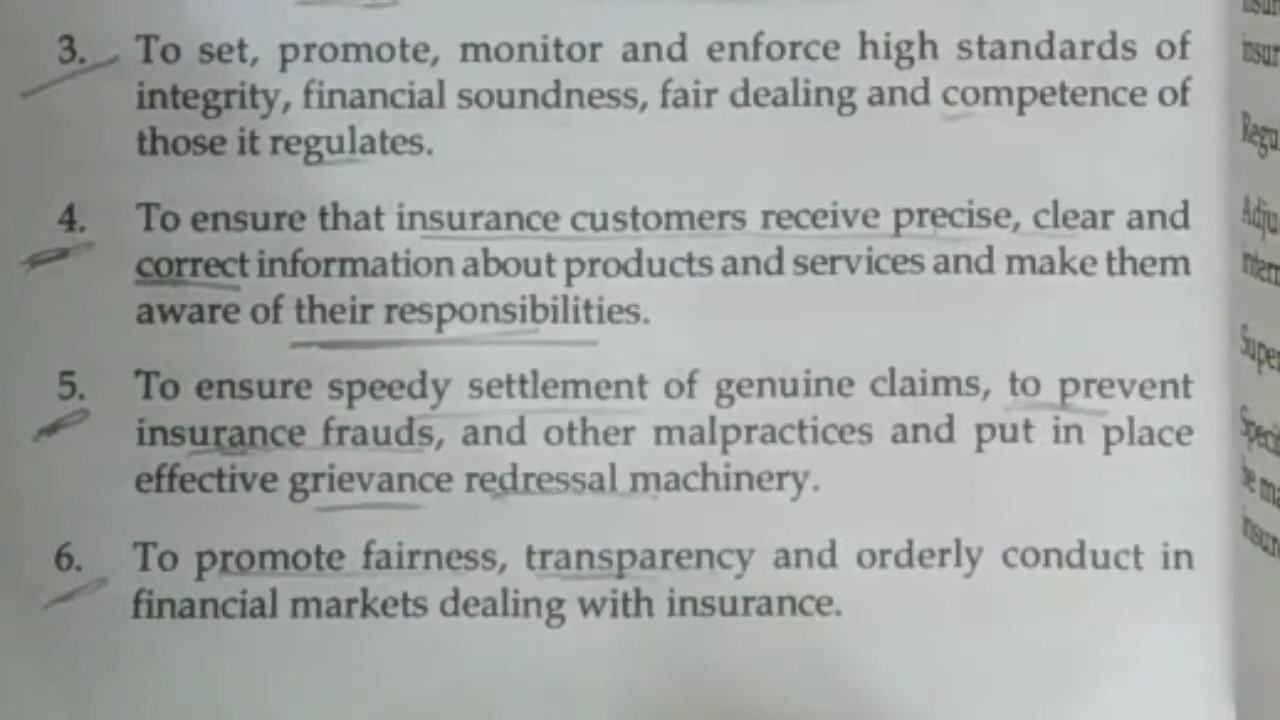 3. To set, promote, monitor and enforce high standards of
integrity, financial soundness, fair dealing and competence of
those it regulates.
4. To ensure that insurance customers receive precise, clear and
correct information about products and services and make them
aware of their responsibilities.
5. To ensure speedy settlement of genuine claims, to prevent
insurance frauds, and other malpractices and put in place
effective grievance redressal machinery.
6. To promote fairness, transparency and orderly conduct in
financial markets dealing with insurance.